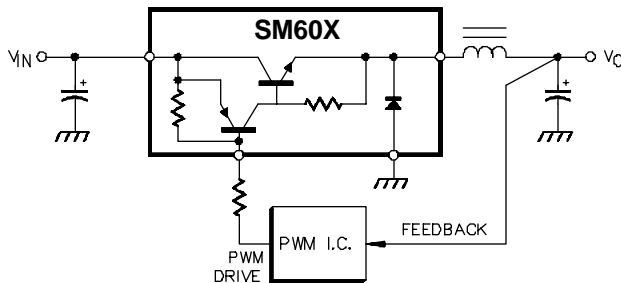 SM60X
VIN
VO
+
+
FEEDBACK
PWM I.C.
PWM
DRIVE